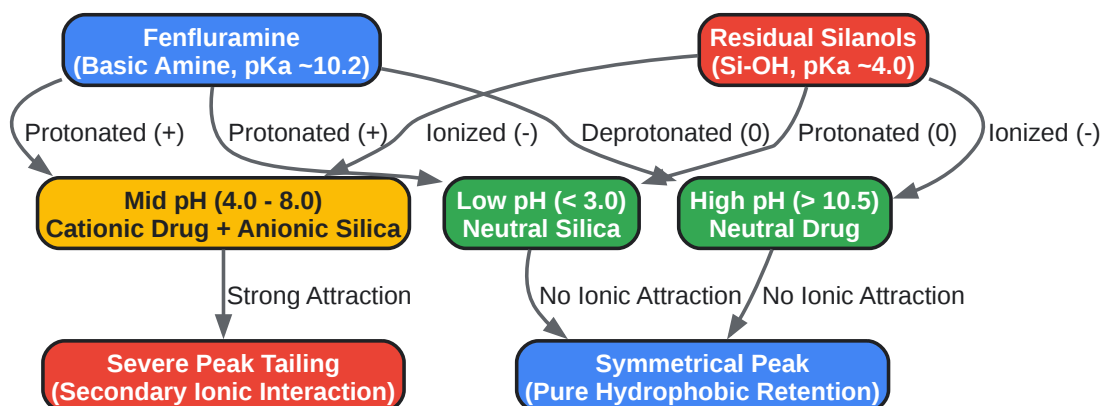 Fenfluramine
(Basic Amine, pKa ~10.2)
Residual Silanols
(Si-OH, pKa ~4.0)
Protonated (+)
Protonated (+)
Ionized (-)
Deprotonated (0)
Protonated (0)
Ionized (-)
Mid pH (4.0 - 8.0)
Cationic Drug + Anionic Silica
Low pH (< 3.0)
Neutral Silica
High pH (> 10.5)
Neutral Drug
Strong Attraction
No Ionic Attraction
No Ionic Attraction
Severe Peak Tailing
(Secondary Ionic Interaction)
Symmetrical Peak
(Pure Hydrophobic Retention)